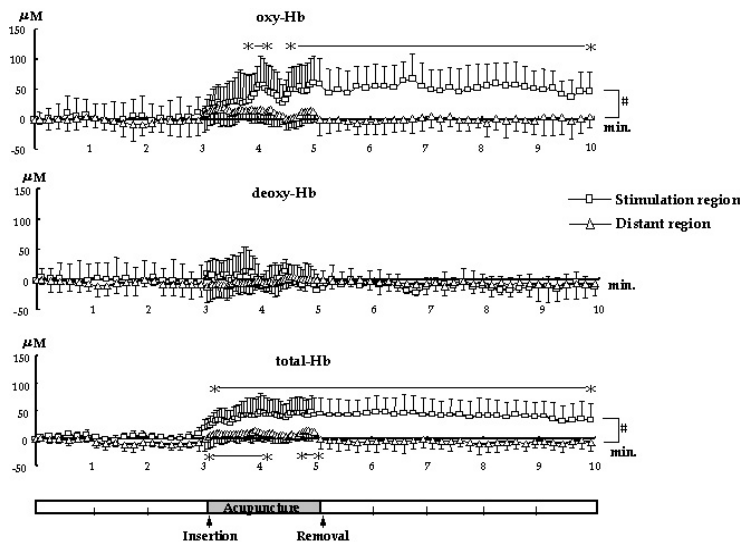 μM
oxy-Hb
150
100
50
0
-50
* * * *
#
min.
1 2 3 4 5 6 7 8 9 10
μM
deoxy-Hb
150
100
50
0
-50
Stimulation region
Distant region
min.
1 2 3 4 5 6 7 8 9 10
μM
total-Hb
150
100
50
0
-50
* *
#
min.
* * * *
1 2 3 4 5 6 7 8 9 10
Acupuncture
Insertion Removal